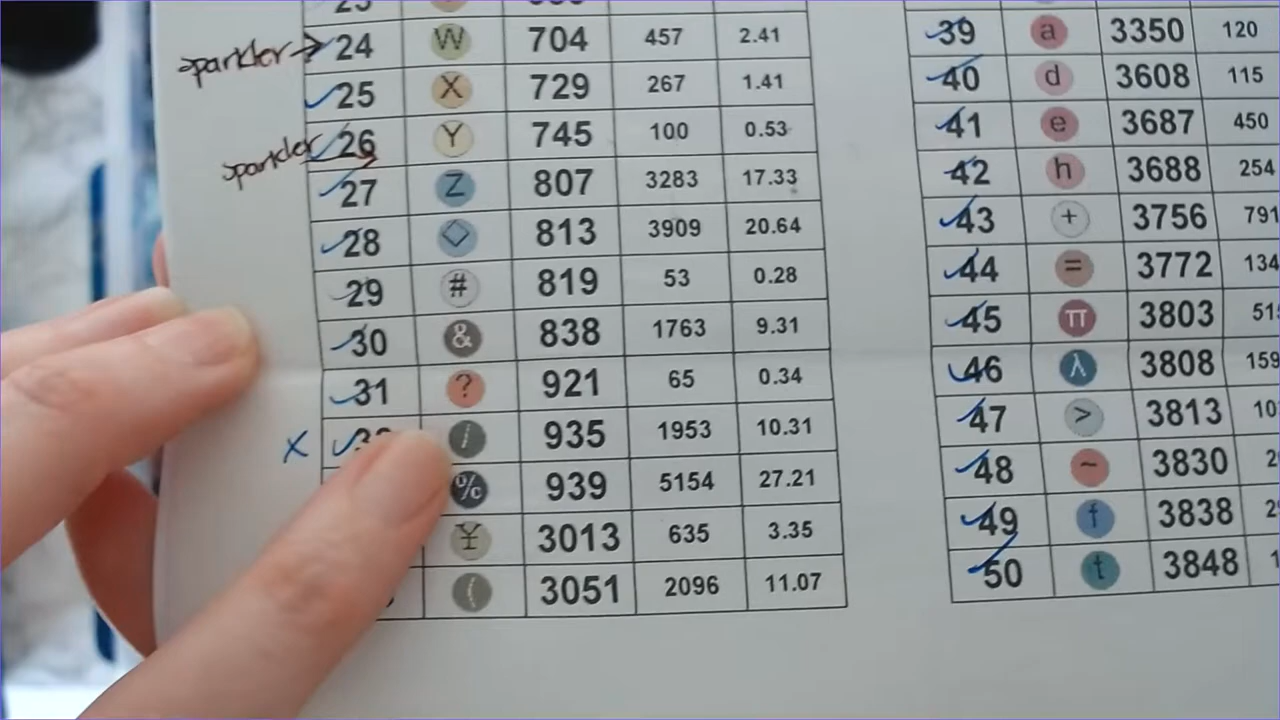 sparkler → 24 W 704 457 2.41
25 X 729 267 1.41
sparkler 26 Y 745 100 0.53
27 Z 807 3283 17.33
28 ◇ 813 3909 20.64
29 # 819 53 0.28
30 & 838 1763 9.31
31 ? 921 65 0.34
X / 935 1953 10.31
% 939 5154 27.21
¥ 3013 635 3.35
( 3051 2096 11.07
39 a 3350 120
40 d 3608 115
41 e 3687 450
42 h 3688 254
43 + 3756 791
44 = 3772 134
45 π 3803
46 λ 3808 159
47 > 3813
48 ~ 3830
49 f 3838
50 t 3848